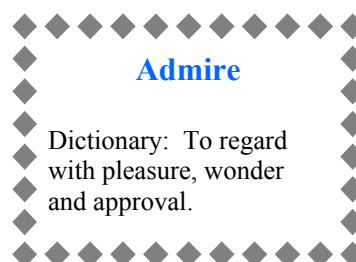 Admire
Dictionary:  To regard
with pleasure, wonder
and approval.